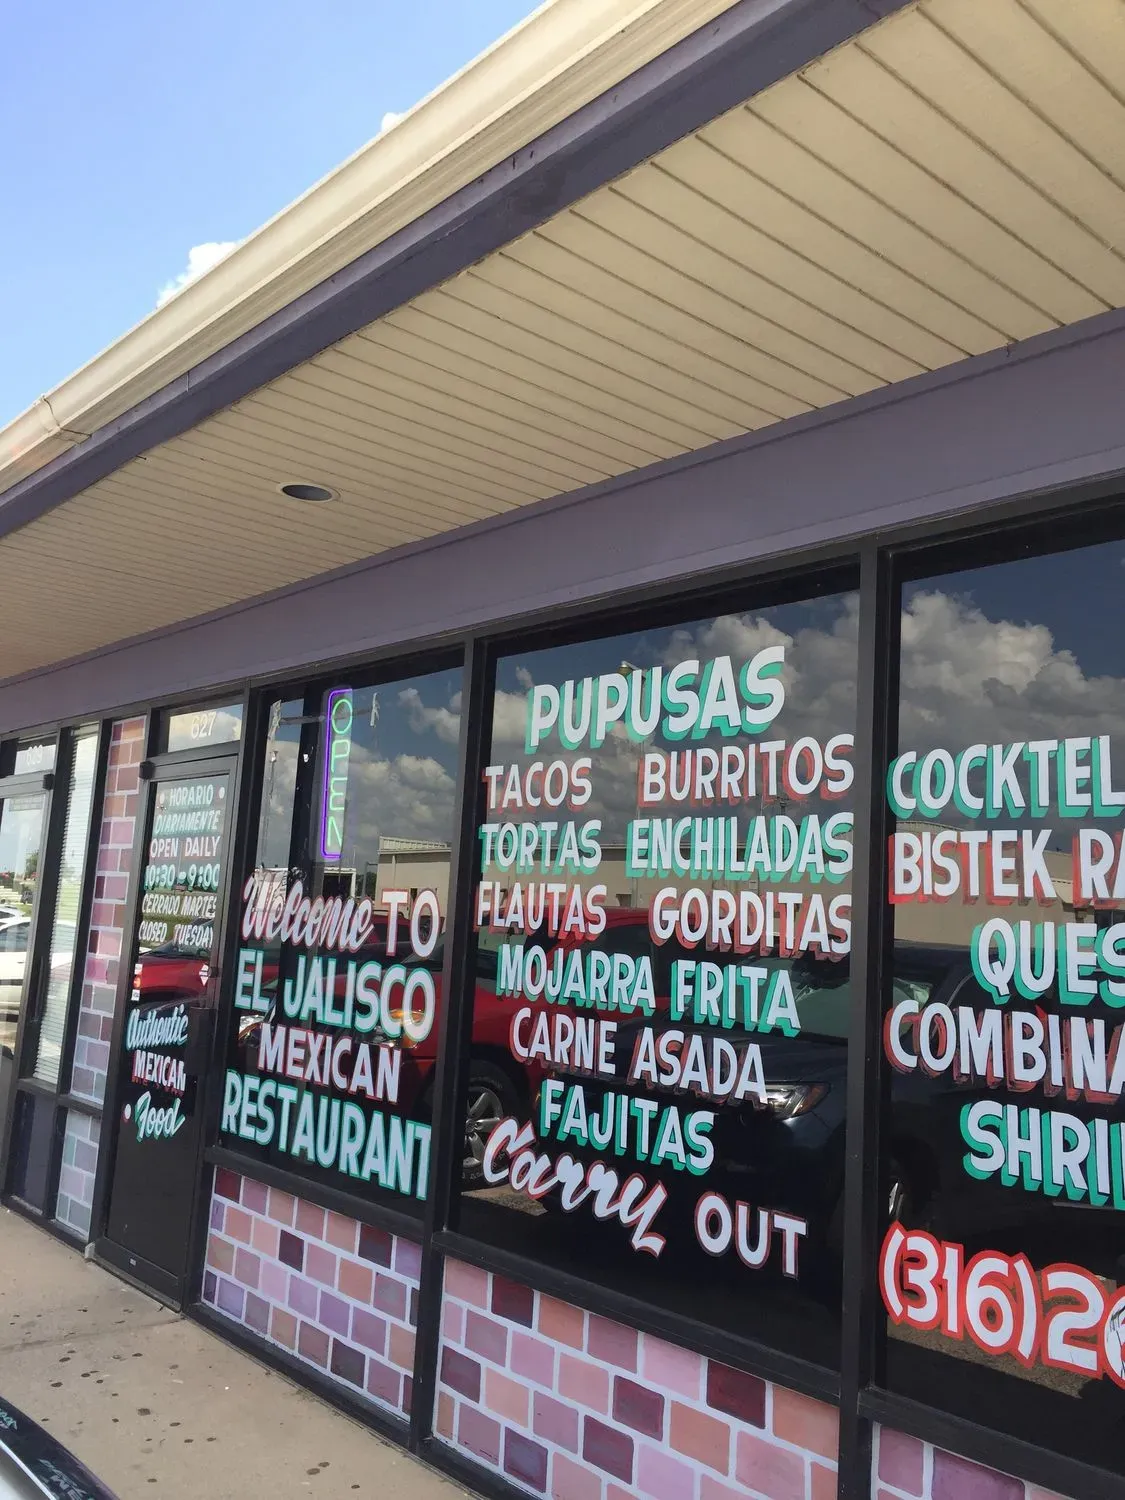 627
HORARIO
DIARIAMENTE
OPEN DAILY
10:30 - 9:00
CERRADO MARTES
CLOSED TUESDAY
Authentic
MEXICAN
Food
OPEN
Welcome TO
EL JALISCO
MEXICAN
RESTAURANT
PUPUSAS
TACOS BURRITOS
TORTAS ENCHILADAS
FLAUTAS GORDITAS
MOJARRA FRITA
CARNE ASADA
FAJITAS
Carry OUT
COCKTEL
BISTEK RA
QUES
COMBINA
SHRI
(316)2